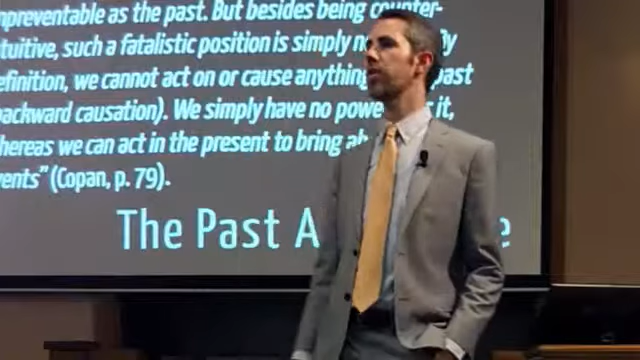 npreventable as the past. But besides being counter-
tuitive, such a fatalistic position is simply
efinition, we cannot act on or cause anything past
backward causation). We simply have no power it,
hereas we can act in the present to bring
vents" (Copan, p. 79).
The Past A e